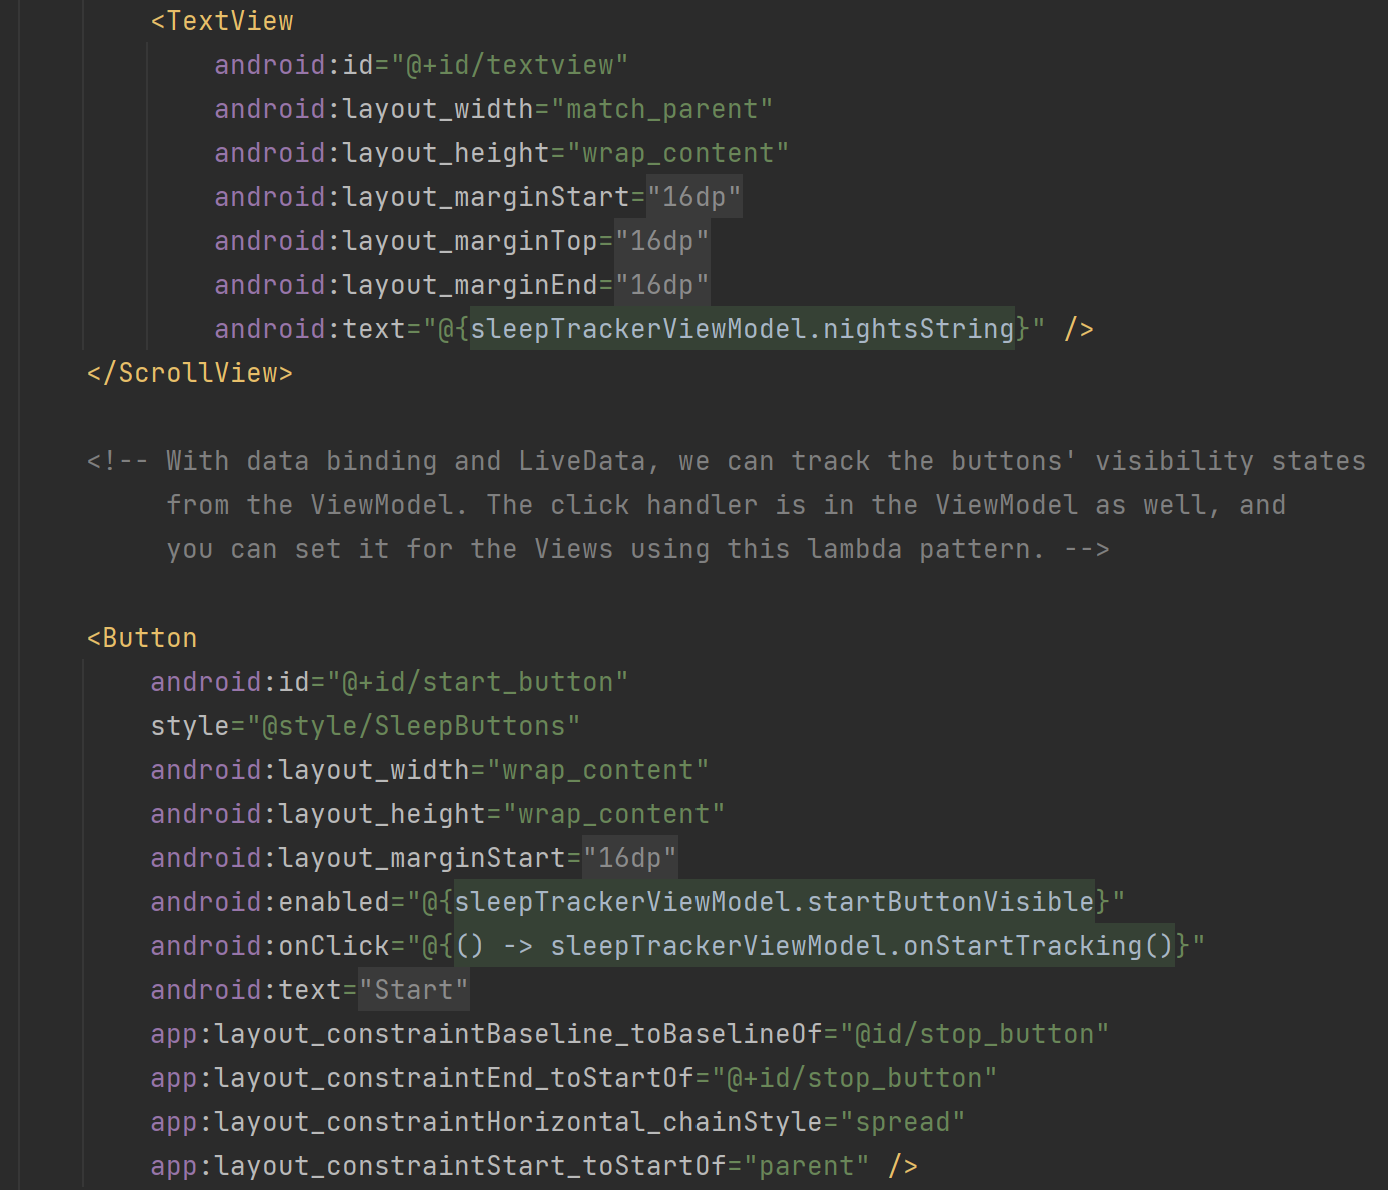 <TextView
android:id="@+id/textview"
android:layout_width="match_parent"
android:layout_height="wrap_content"
android:layout_marginStart="16dp"
android:layout_marginTop="16dp"
android:layout_marginEnd="16dp"
android:text="@{sleepTrackerViewModel.nightsString}" />
</ScrollView>
<!-- With data binding and LiveData, we can track the buttons' visibility states
from the ViewModel. The click handler is in the ViewModel as well, and
you can set it for the Views using this lambda pattern. -->
<Button
android:id="@+id/start_button"
style="@style/SleepButtons"
android:layout_width="wrap_content"
android:layout_height="wrap_content"
android:layout_marginStart="16dp"
android:enabled="@{sleepTrackerViewModel.startButtonVisible}"
android:onClick="@{() -> sleepTrackerViewModel.onStartTracking()}"
android:text="Start"
app:layout_constraintBaseline_toBaselineOf="@id/stop_button"
app:layout_constraintEnd_toStartOf="@+id/stop_button"
app:layout_constraintHorizontal_chainStyle="spread"
app:layout_constraintStart_toStartOf="parent" />